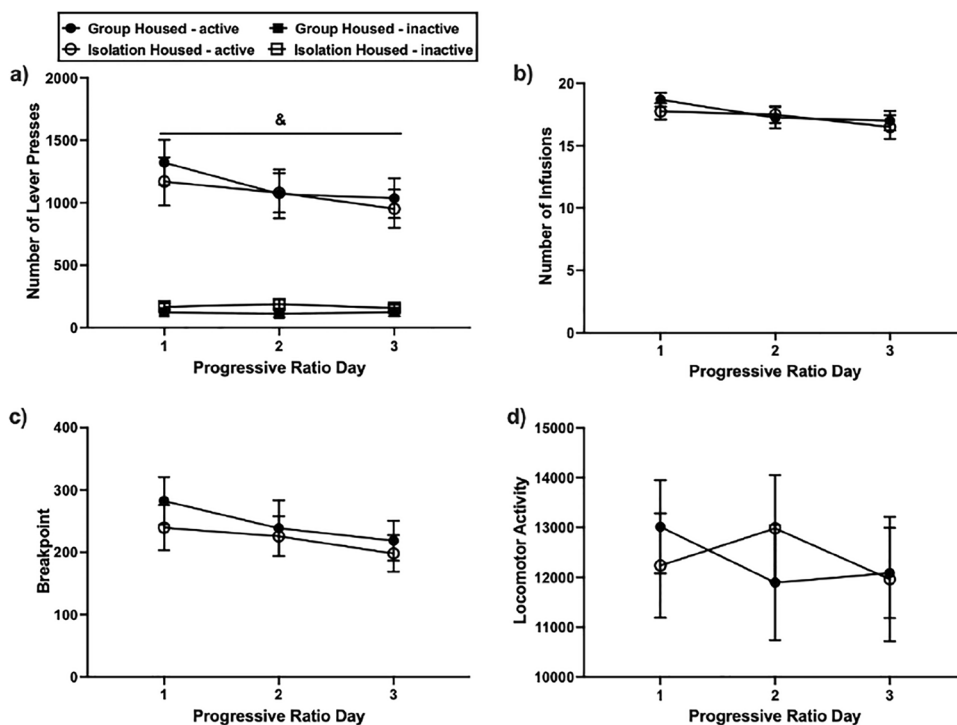 Group Housed - active Group Housed - inactive
Isolation Housed - active Isolation Housed - inactive
a)
2000
1500
1000
500
0
Number of Lever Presses
&
1 2 3
Progressive Ratio Day
b)
20
15
10
5
0
Number of Infusions
1 2 3
Progressive Ratio Day
c)
400
300
200
100
0
Breakpoint
1 2 3
Progressive Ratio Day
d)
15000
14000
13000
12000
11000
10000
Locomotor Activity
1 2 3
Progressive Ratio Day